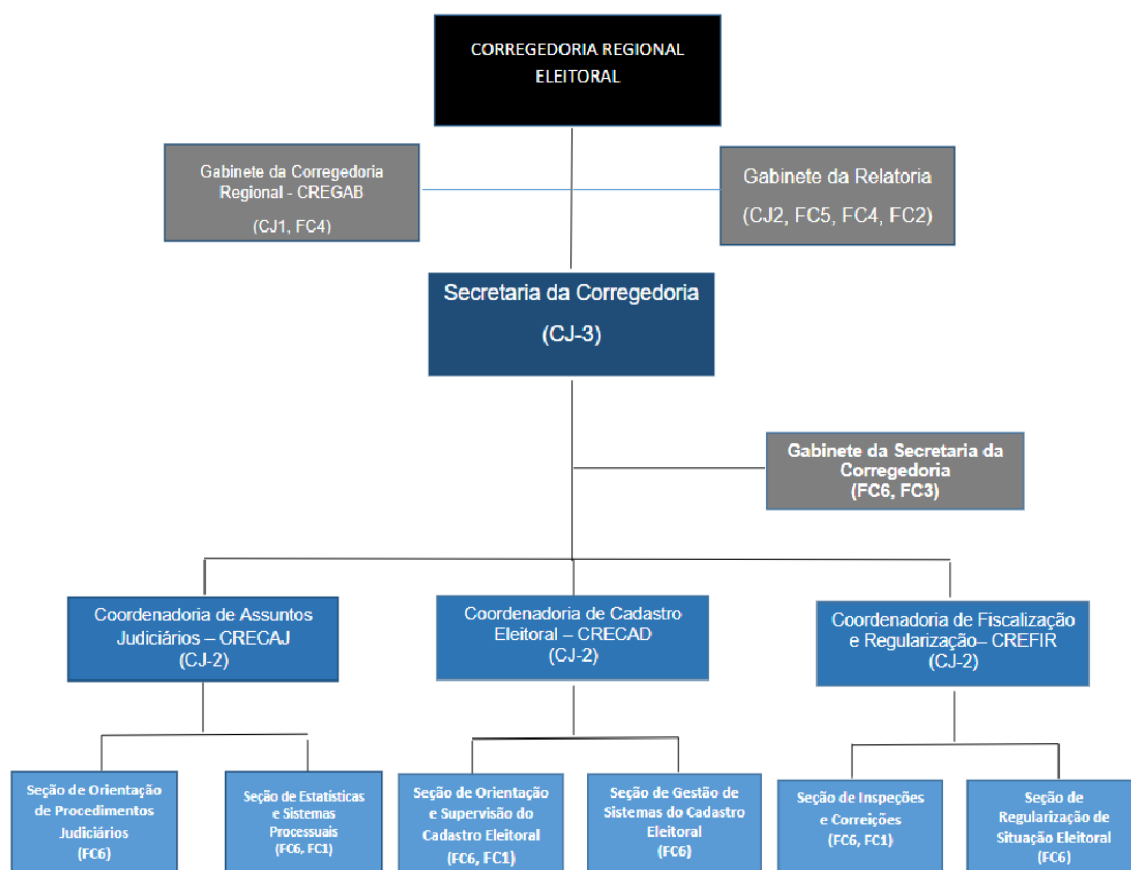 CORREGEDORIA REGIONAL
ELEITORAL
Gabinete da Corregedoria
Regional - CREGAB
(CJ1, FC4)
Gabinete da Relatoria
(CJ2, FC5, FC4, FC2)
Secretaria da Corregedoria
(CJ-3)
Gabinete da Secretaria da
Corregedoria
(FC6, FC3)
Coordenadoria de Assuntos
Judiciários – CRECAJ
(CJ-2)
Coordenadoria de Cadastro
Eleitoral – CRECAD
(CJ-2)
Coordenadoria de Fiscalização
e Regularização– CREFIR
(CJ-2)
Seção de Orientação
de Procedimentos
Judiciários
(FC6)
Seção de Estatísticas
e Sistemas
Processuais
(FC6, FC1)
Seção de Orientação
e Supervisão do
Cadastro Eleitoral
(FC6, FC1)
Seção de Gestão de
Sistemas do Cadastro
Eleitoral
(FC6)
Seção de Inspeções
e Correições
(FC6, FC1)
Seção de
Regularização de
Situação Eleitoral
(FC6)